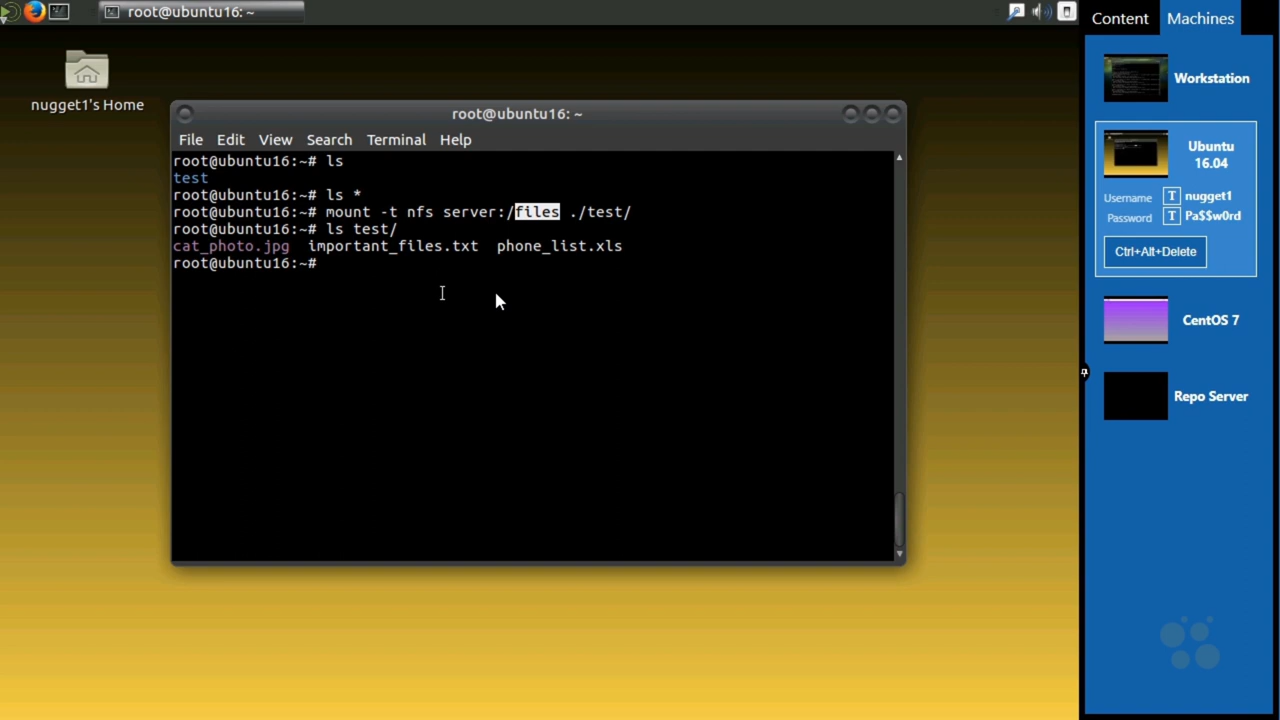 root@ubuntu16: ~
Content
Machines
nugget1's Home
root@ubuntu16: ~
File Edit View Search Terminal Help
root@ubuntu16:~# ls
test
root@ubuntu16:~# ls *
root@ubuntu16:~# mount -t nfs server:/files ./test/
root@ubuntu16:~# ls test/
cat_photo.jpg important_files.txt phone_list.xls
root@ubuntu16:~#
Workstation
Ubuntu
16.04
Username T nugget1
Password T Pa$$w0rd
Ctrl+Alt+Delete
CentOS 7
Repo Server